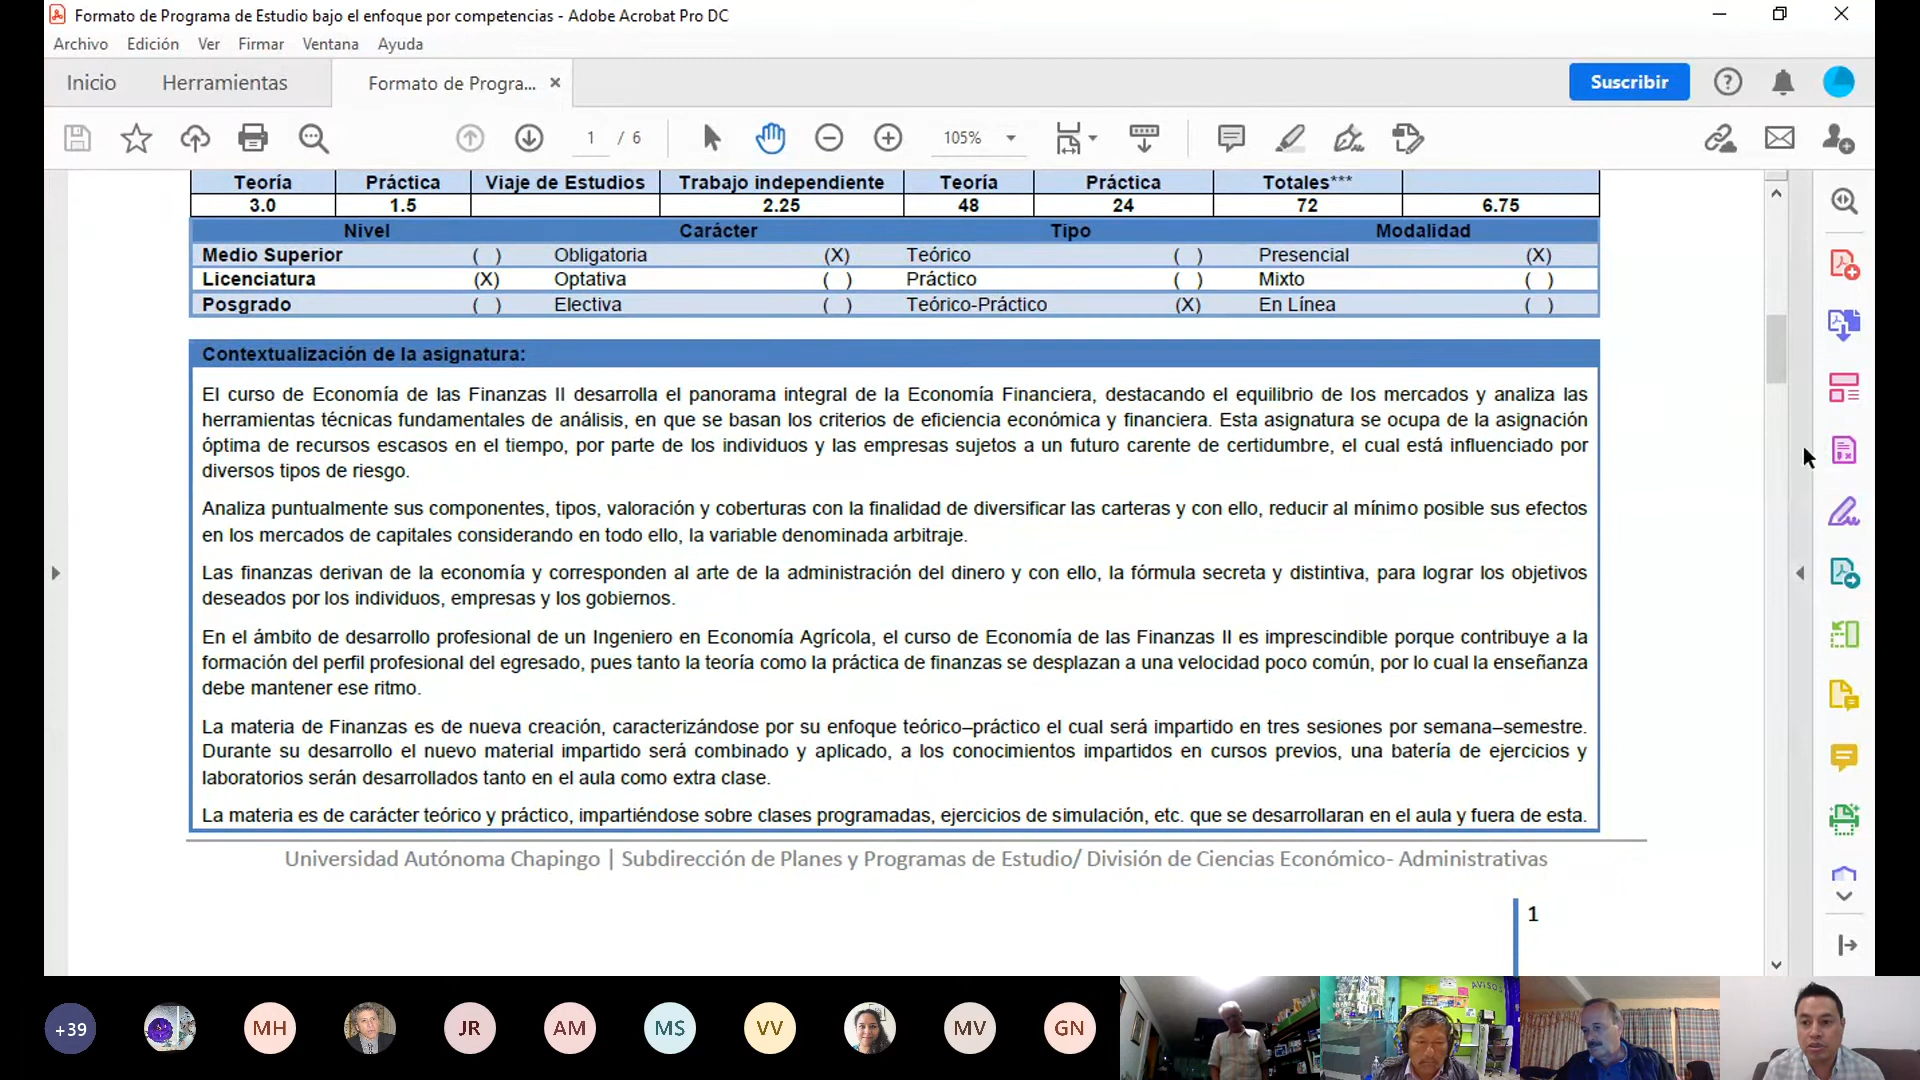 Formato de Programa de Estudio bajo el enfoque por competencias - Adobe Acrobat Pro DC
Archivo Edición Ver Firmar Ventana Ayuda
Inicio Herramientas Formato de Progra... × Suscribir
1 / 6 105%
Teoría Práctica Viaje de Estudios Trabajo independiente Teoría Práctica Totales***
3.0 1.5 2.25 48 24 72 6.75
Nivel Carácter Tipo Modalidad
Medio Superior ( ) Obligatoria (X) Teórico ( ) Presencial (X)
Licenciatura (X) Optativa ( ) Práctico ( ) Mixto ( )
Posgrado ( ) Electiva ( ) Teórico-Práctico (X) En Línea ( )
Contextualización de la asignatura:
El curso de Economía de las Finanzas II desarrolla el panorama integral de la Economía Financiera, destacando el equilibrio de los mercados y analiza las
herramientas técnicas fundamentales de análisis, en que se basan los criterios de eficiencia económica y financiera. Esta asignatura se ocupa de la asignación
óptima de recursos escasos en el tiempo, por parte de los individuos y las empresas sujetos a un futuro carente de certidumbre, el cual está influenciado por
diversos tipos de riesgo.
Analiza puntualmente sus componentes, tipos, valoración y coberturas con la finalidad de diversificar las carteras y con ello, reducir al mínimo posible sus efectos
en los mercados de capitales considerando en todo ello, la variable denominada arbitraje.
Las finanzas derivan de la economía y corresponden al arte de la administración del dinero y con ello, la fórmula secreta y distintiva, para lograr los objetivos
deseados por los individuos, empresas y los gobiernos.
En el ámbito de desarrollo profesional de un Ingeniero en Economía Agrícola, el curso de Economía de las Finanzas II es imprescindible porque contribuye a la
formación del perfil profesional del egresado, pues tanto la teoría como la práctica de finanzas se desplazan a una velocidad poco común, por lo cual la enseñanza
debe mantener ese ritmo.
La materia de Finanzas es de nueva creación, caracterizándose por su enfoque teórico–práctico el cual será impartido en tres sesiones por semana–semestre.
Durante su desarrollo el nuevo material impartido será combinado y aplicado, a los conocimientos impartidos en cursos previos, una batería de ejercicios y
laboratorios serán desarrollados tanto en el aula como extra clase.
La materia es de carácter teórico y práctico, impartiéndose sobre clases programadas, ejercicios de simulación, etc. que se desarrollaran en el aula y fuera de esta.
Universidad Autónoma Chapingo | Subdirección de Planes y Programas de Estudio/ División de Ciencias Económico- Administrativas
1
+39 MH JR AM MS VV MV GN
AVISOS